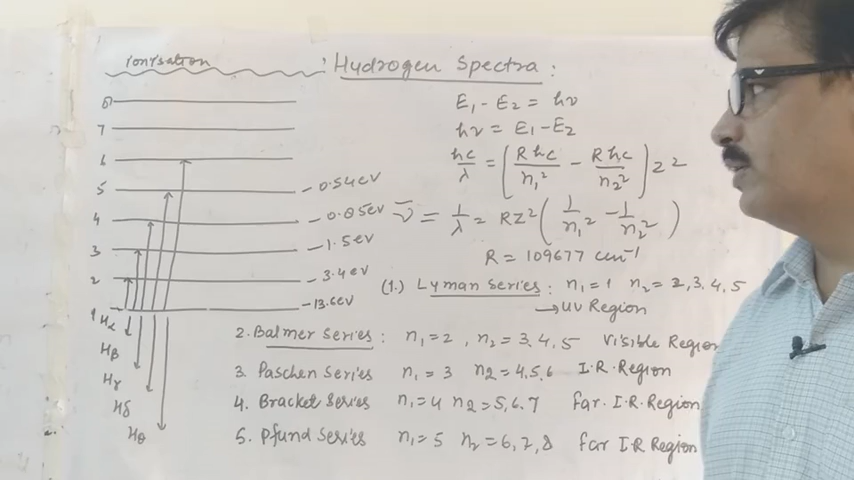 Ionisation
: Hydrogen Spectra :
8
7
6
5 - 0.54eV
4 - 0.85eV
3 - 1.5eV
2 - 3.4eV
1 - 13.6eV
Hα
Hβ
Hγ
Hδ
Hθ
E₁ - E₂ = hν
hν = E₁ - E₂
hc/λ = (Rhc/n₁² - Rhc/n₂²) Z²
ν̄ = 1/λ = RZ² (1/n₁² - 1/n₂²)
R = 109677 cm⁻¹
(1.) Lyman Series : n₁ = 1 n₂ = 2,3,4,5
→ UV Region
2. Balmer Series : n₁ = 2, n₂ = 3,4,5 Visible Region
3. Paschen Series n₁ = 3 n₂ = 4,5,6 I.R. Region
4. Bracket Series n₁ = 4 n₂ = 5,6,7 Far. I.R. Region
5. Pfund Series n₁ = 5 n₂ = 6,7,8 Far I.R Region